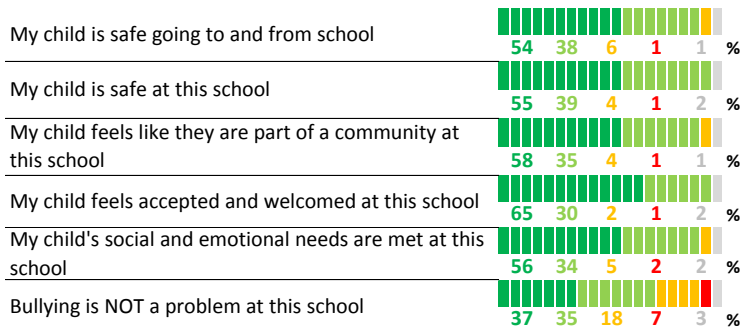 My child is safe going to and from school
54 38 6 1 1 %
My child is safe at this school
55 39 4 1 2 %
My child feels like they are part of a community at
this school
58 35 4 1 1 %
My child feels accepted and welcomed at this school
65 30 2 1 2 %
My child's social and emotional needs are met at this
school
56 34 5 2 2 %
Bullying is NOT a problem at this school
37 35 18 7 3 %